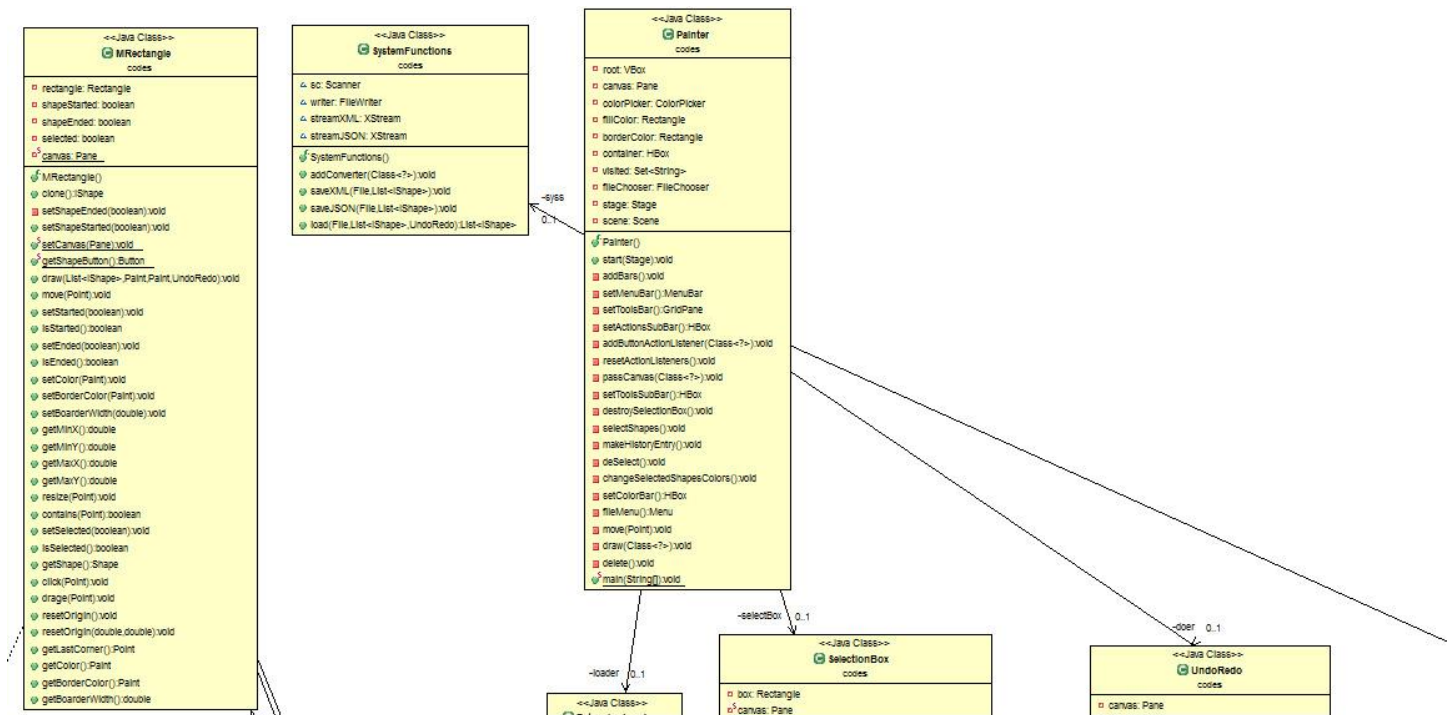 <<Java Class>>
MRectangle
codes
rectangle: Rectangle
shapeStarted: boolean
shapeEnded: boolean
selected: boolean
canvas: Pane
MRectangle()
clone():IShape
setShapeEnded(boolean):void
setShapeStarted(boolean):void
setCanvas(Pane):void
getShapeButton():Button
draw(List<IShape>,Paint,Paint,UndoRedo):void
move(Point):void
setStarted(boolean):void
isStarted():boolean
setEnded(boolean):void
isEnded():boolean
setColor(Paint):void
setBorderColor(Paint):void
setBoarderWidth(double):void
getMinX():double
getMinY():double
getMaxX():double
getMaxY():double
resize(Point):void
contains(Point):boolean
setSelected(boolean):void
isSelected():boolean
getShape():Shape
click(Point):void
drage(Point):void
resetOrigin():void
resetOrigin(double,double):void
getLastCorner():Point
getColor():Paint
getBorderColor():Paint
getBoarderWidth():double
<<Java Class>>
SystemFunctions
codes
sc: Scanner
writer: FileWriter
streamXML: XStream
streamJSON: XStream
SystemFunctions()
addConverter(Class<?>):void
saveXML(File,List<IShape>):void
saveJSON(File,List<IShape>):void
load(File,List<IShape>,UndoRedo):List<IShape>
-syss
0..1
<<Java Class>>
Painter
codes
root: VBox
canvas: Pane
colorPicker: ColorPicker
fillColor: Rectangle
borderColor: Rectangle
container: HBox
visited: Set<String>
fileChooser: FileChooser
stage: Stage
scene: Scene
Painter()
start(Stage):void
addBars():void
setMenuBar():MenuBar
setToolsBar():GridPane
setActionsSubBar():HBox
addButtonActionListener(Class<?>):void
resetActionListeners():void
passCanvas(Class<?>):void
setToolsSubBar():HBox
destroySelectionBox():void
selectShapes():void
makeHistoryEntry():void
deSelect():void
changeSelectedShapesColors():void
setColorBar():HBox
fileMenu():Menu
move(Point):void
draw(Class<?>):void
delete():void
main(String[]):void
-selectBox 0..1
-doer 0..1
-loader 0..1
<<Java Class>>
<<Java Class>>
SelectionBox
codes
box: Rectangle
canvas: Pane
<<Java Class>>
UndoRedo
codes
canvas: Pane